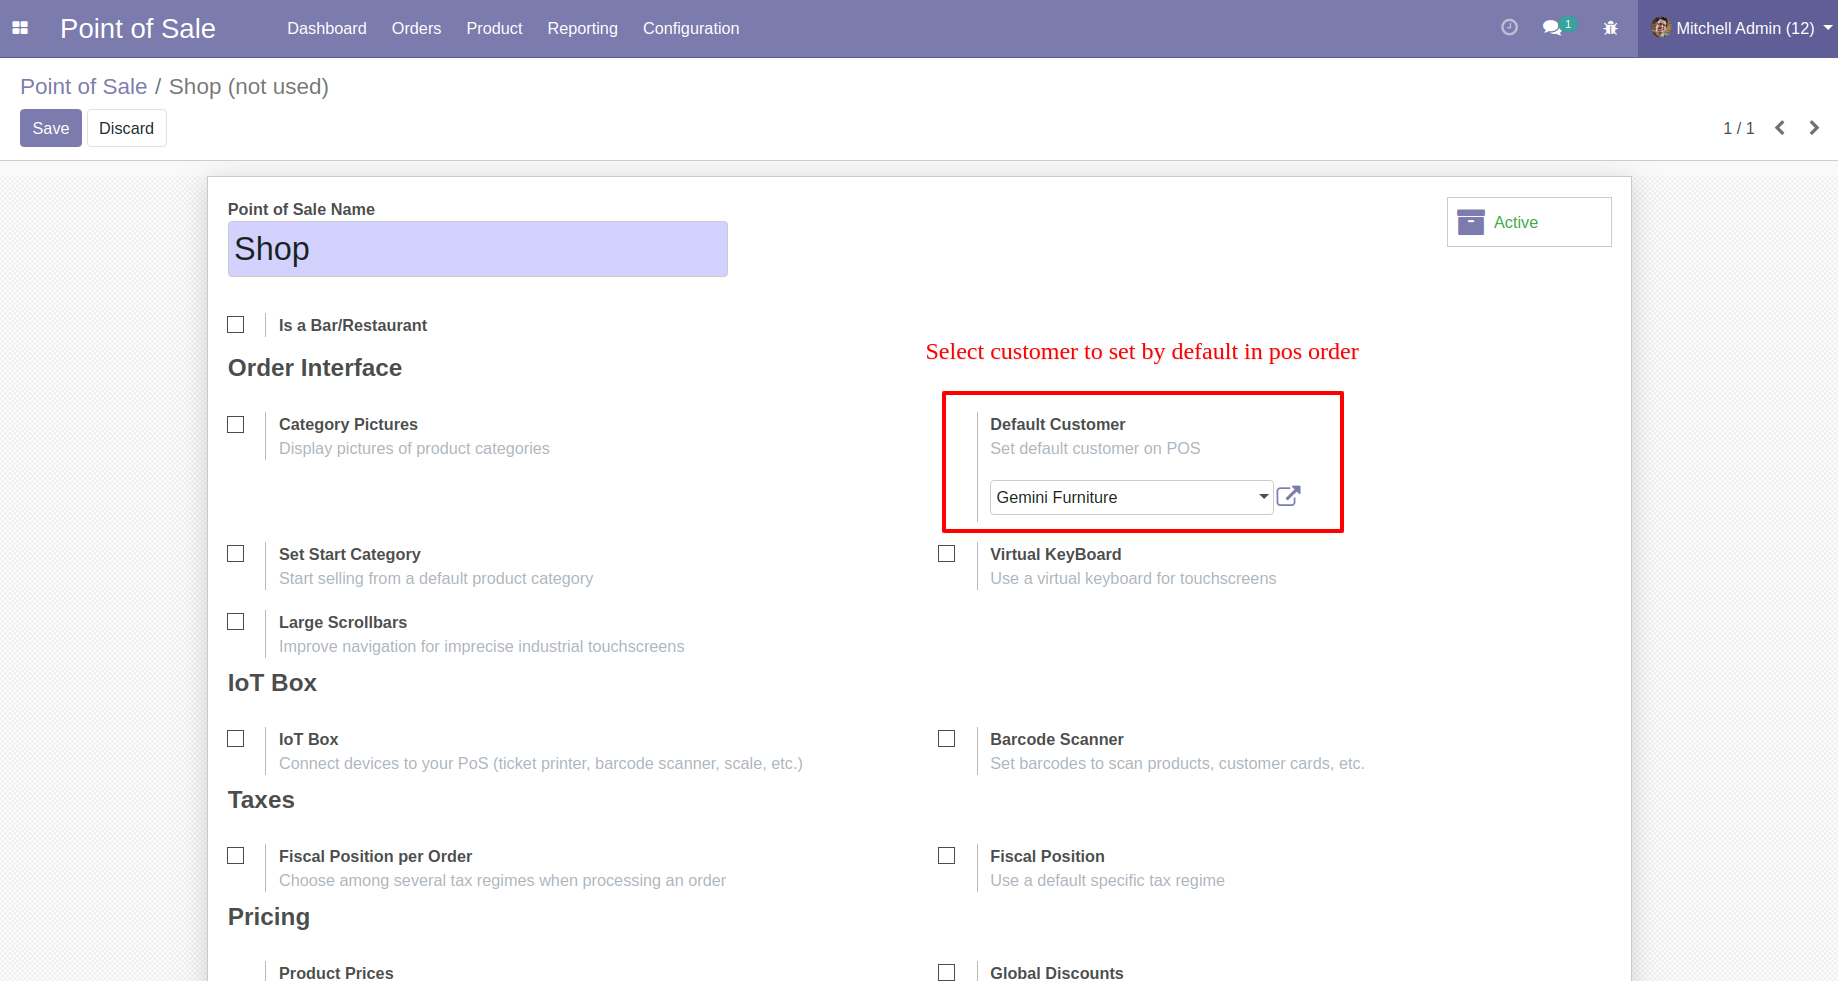 Point of Sale
Dashboard
Orders
Product
Reporting
Configuration
1
Mitchell Admin (12)
Point of Sale / Shop (not used)
Save
Discard
1 / 1
Point of Sale Name
Shop
Active
Is a Bar/Restaurant
Select customer to set by default in pos order
Order Interface
Category Pictures
Display pictures of product categories
Default Customer
Set default customer on POS
Gemini Furniture
Set Start Category
Start selling from a default product category
Virtual KeyBoard
Use a virtual keyboard for touchscreens
Large Scrollbars
Improve navigation for imprecise industrial touchscreens
IoT Box
IoT Box
Connect devices to your PoS (ticket printer, barcode scanner, scale, etc.)
Barcode Scanner
Set barcodes to scan products, customer cards, etc.
Taxes
Fiscal Position per Order
Choose among several tax regimes when processing an order
Fiscal Position
Use a default specific tax regime
Pricing
Product Prices
Global Discounts